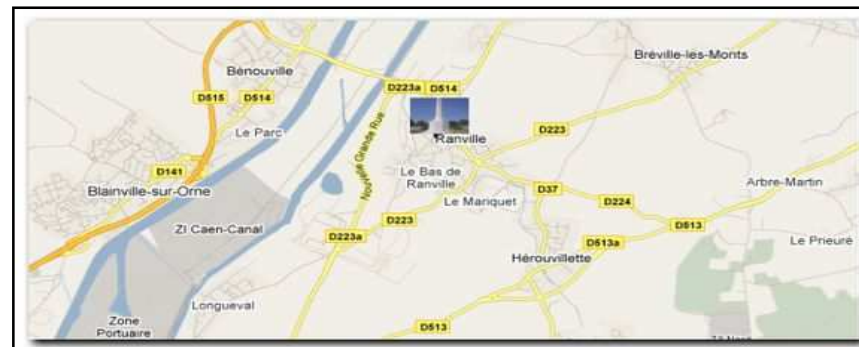 Bréville-les-Monts
Bénouville
D223a
D514
D515
D514
Le Parc
D223
Ranville
Nouvelle Grande Rue
D141
Le Bas de
Ranville
Blainville-sur-Orne
D37
Arbre-Martin
Le Mariquet
D224
D223
D513
ZI Caen-Canal
D223a
D513a
Le Prieuré
Hérouvillette
Longueval
Zone
Portuaire
D513